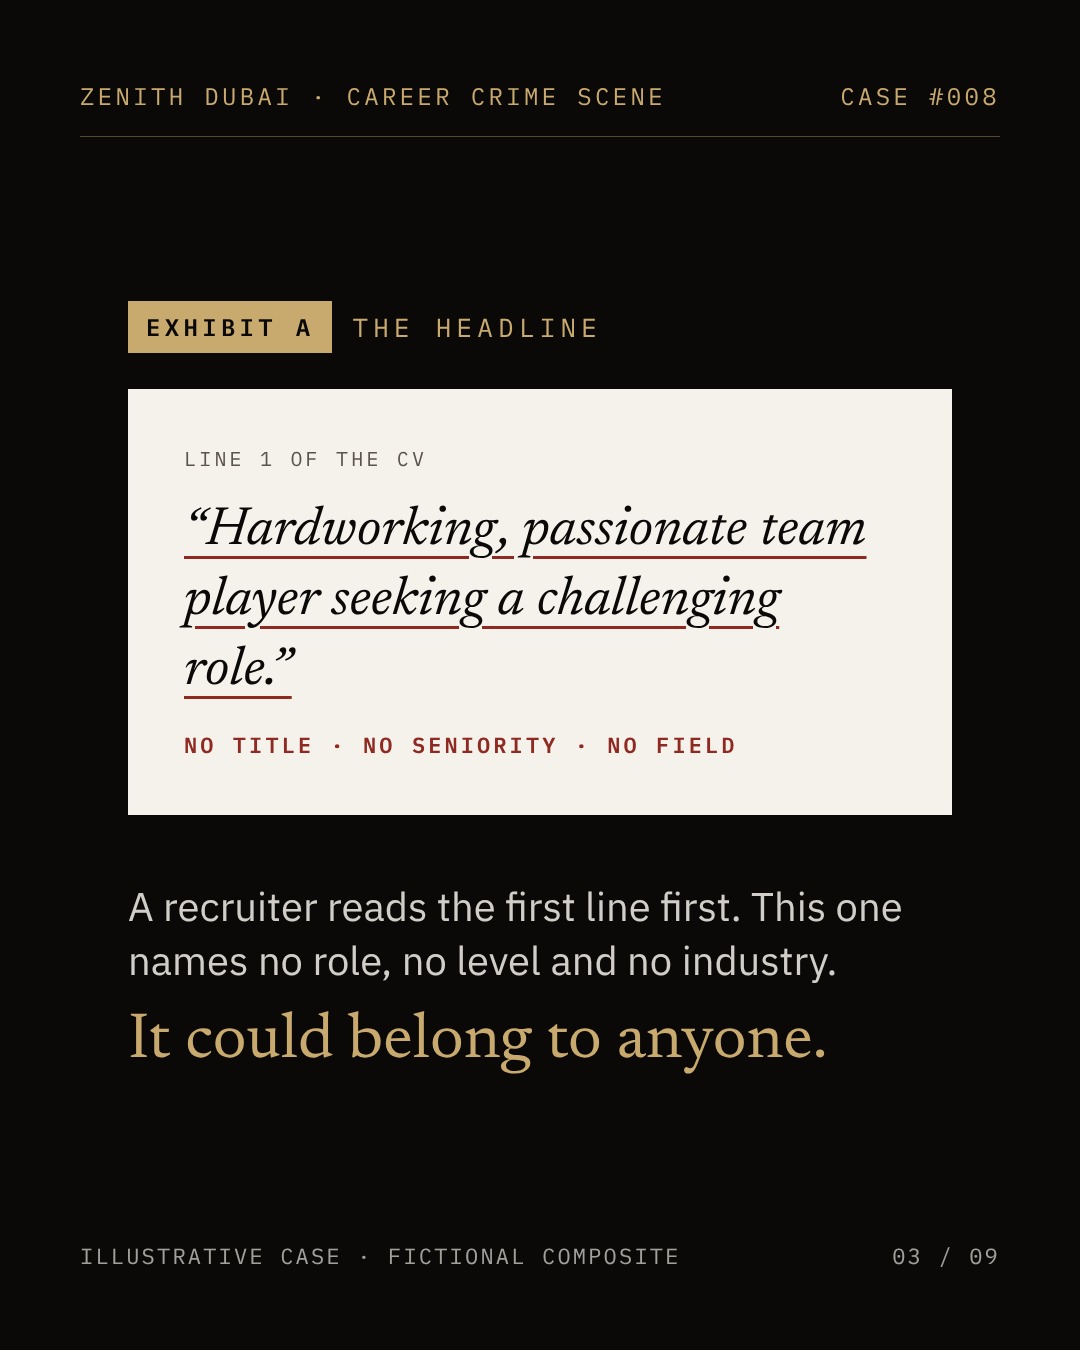 ZENITH DUBAI · CAREER CRIME SCENE
CASE #008
EXHIBIT A
THE HEADLINE
LINE 1 OF THE CV
“Hardworking, passionate team
player seeking a challenging
role.”
NO TITLE · NO SENIORITY · NO FIELD
A recruiter reads the first line first. This one
names no role, no level and no industry.
It could belong to anyone.
ILLUSTRATIVE CASE · FICTIONAL COMPOSITE
03 / 09